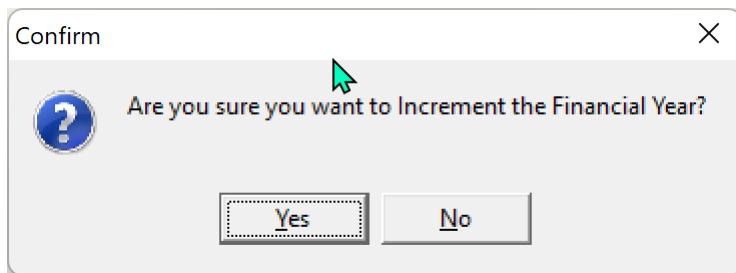 Confirm
Are you sure you want to Increment the Financial Year?
Yes
No